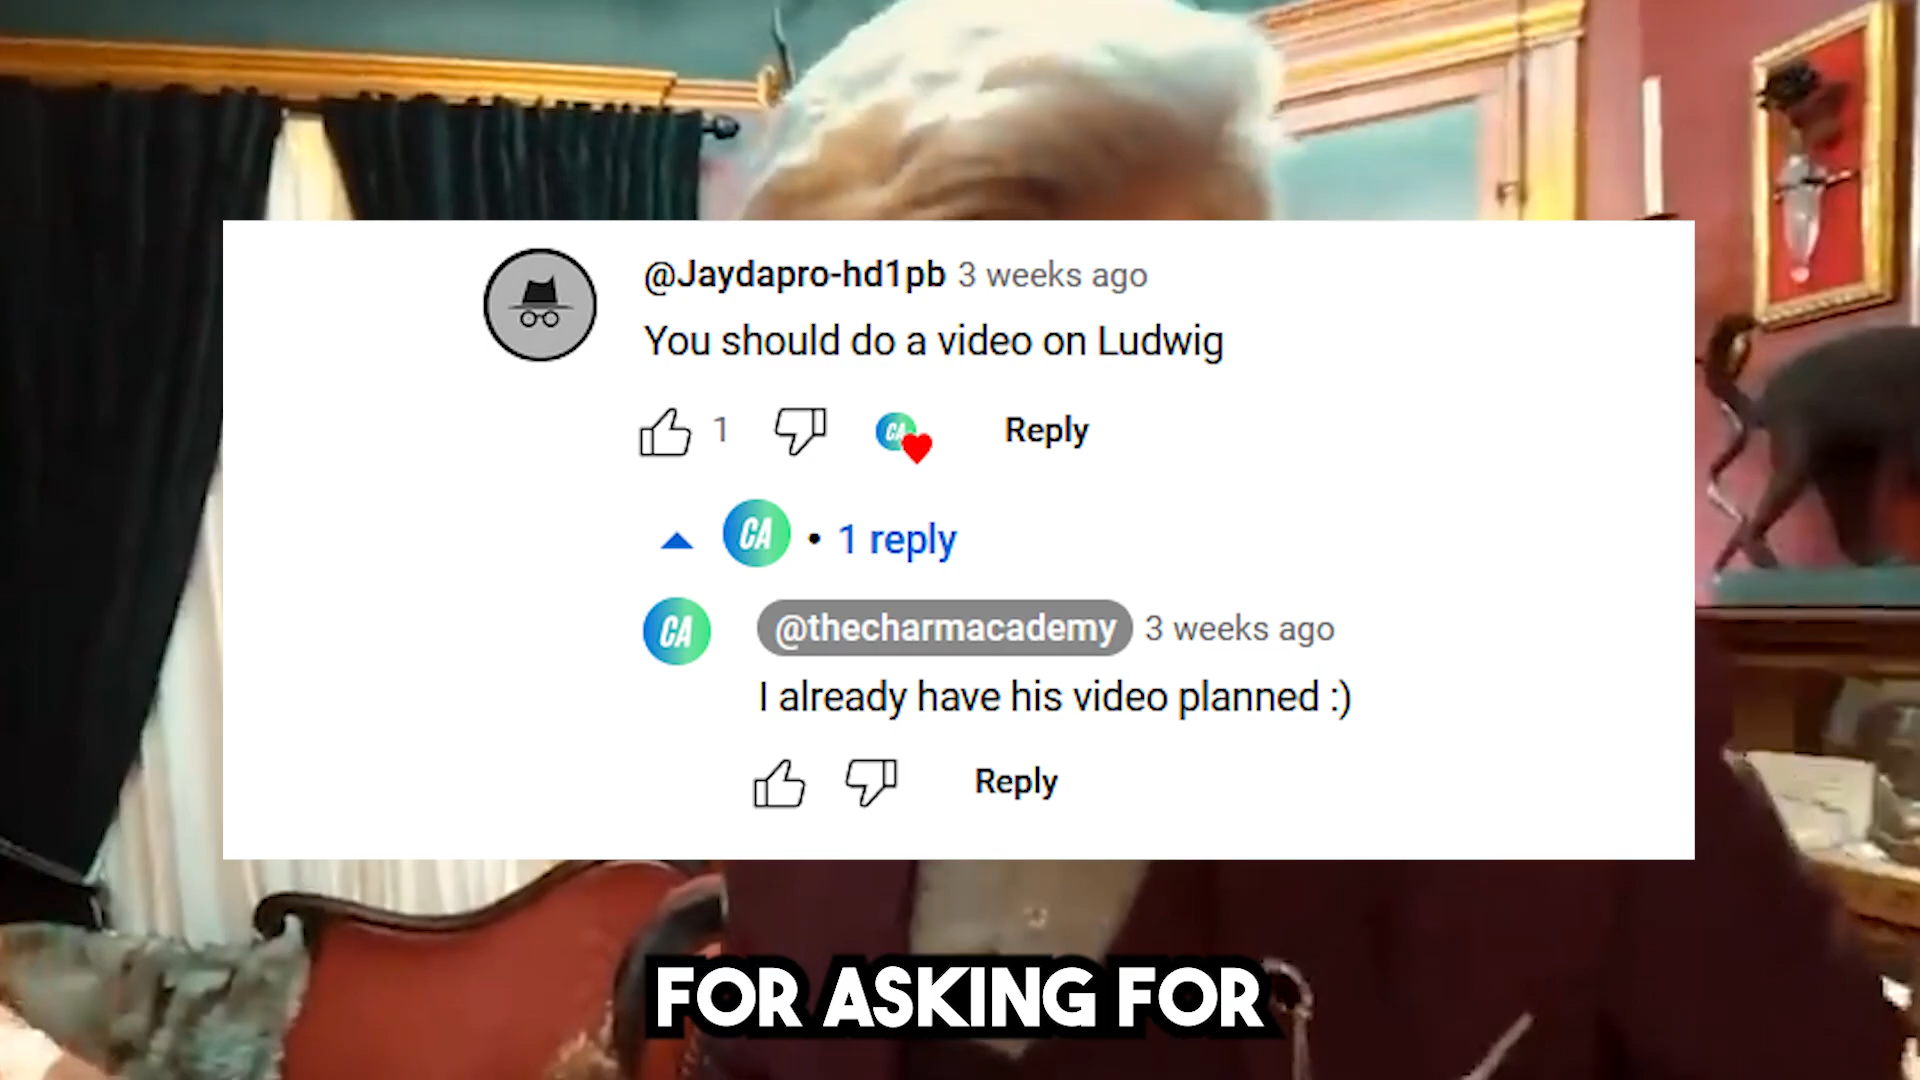 @Jaydapro-hd1pb 3 weeks ago
You should do a video on Ludwig
1 CA Reply
CA • 1 reply
CA @thecharmacademy 3 weeks ago
I already have his video planned :)
Reply
FOR ASKING FOR